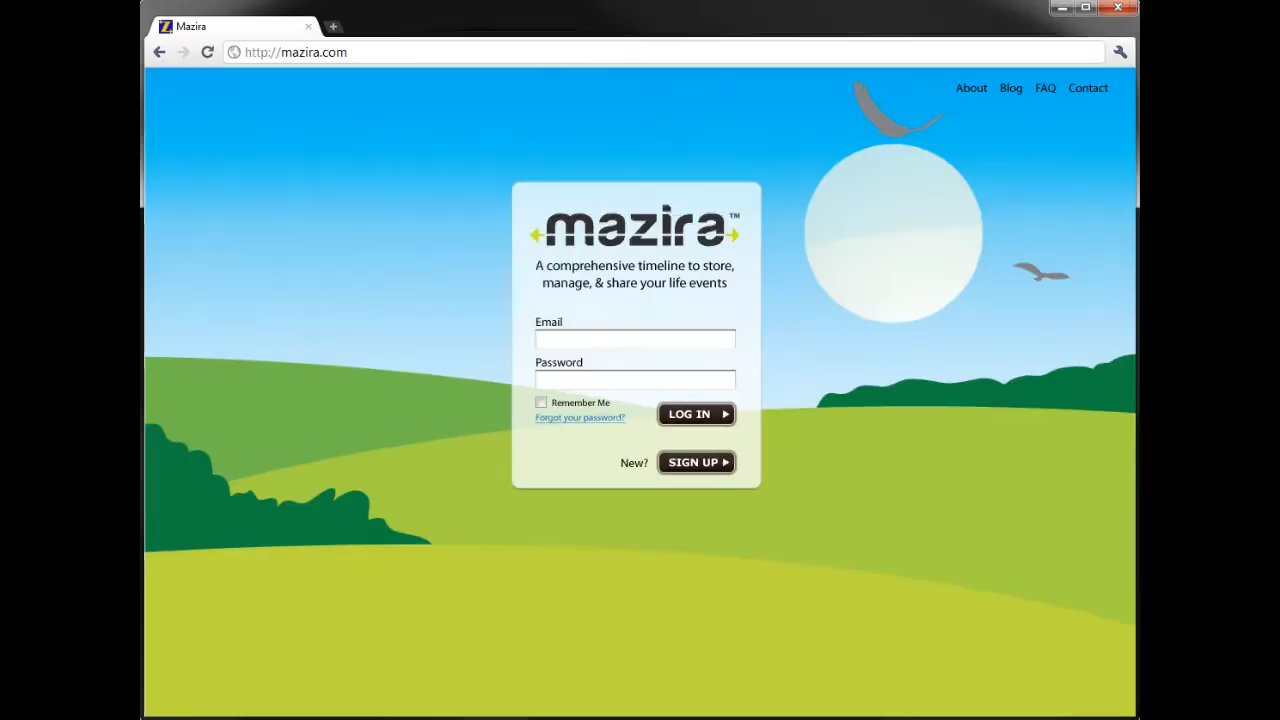 Mazira
http://mazira.com
About Blog FAQ Contact
mazira™
A comprehensive timeline to store,
manage, & share your life events
Email
Password
Remember Me
Forgot your password?
LOG IN
New?
SIGN UP